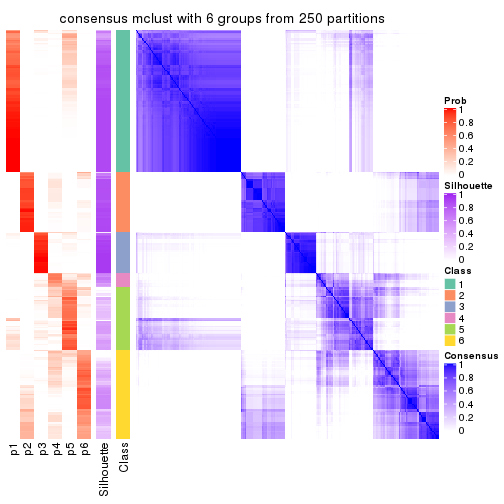 consensus mclust with 6 groups from 250 partitions
Prob
1
0.8
0.6
0.4
0.2
0
Silhouette
1
0.8
0.6
0.4
0.2
0
Class
1
2
3
4
5
6
Consensus
1
0.8
0.6
0.4
0.2
0
p1
p2
p3
p4
p5
p6
Silhouette
Class